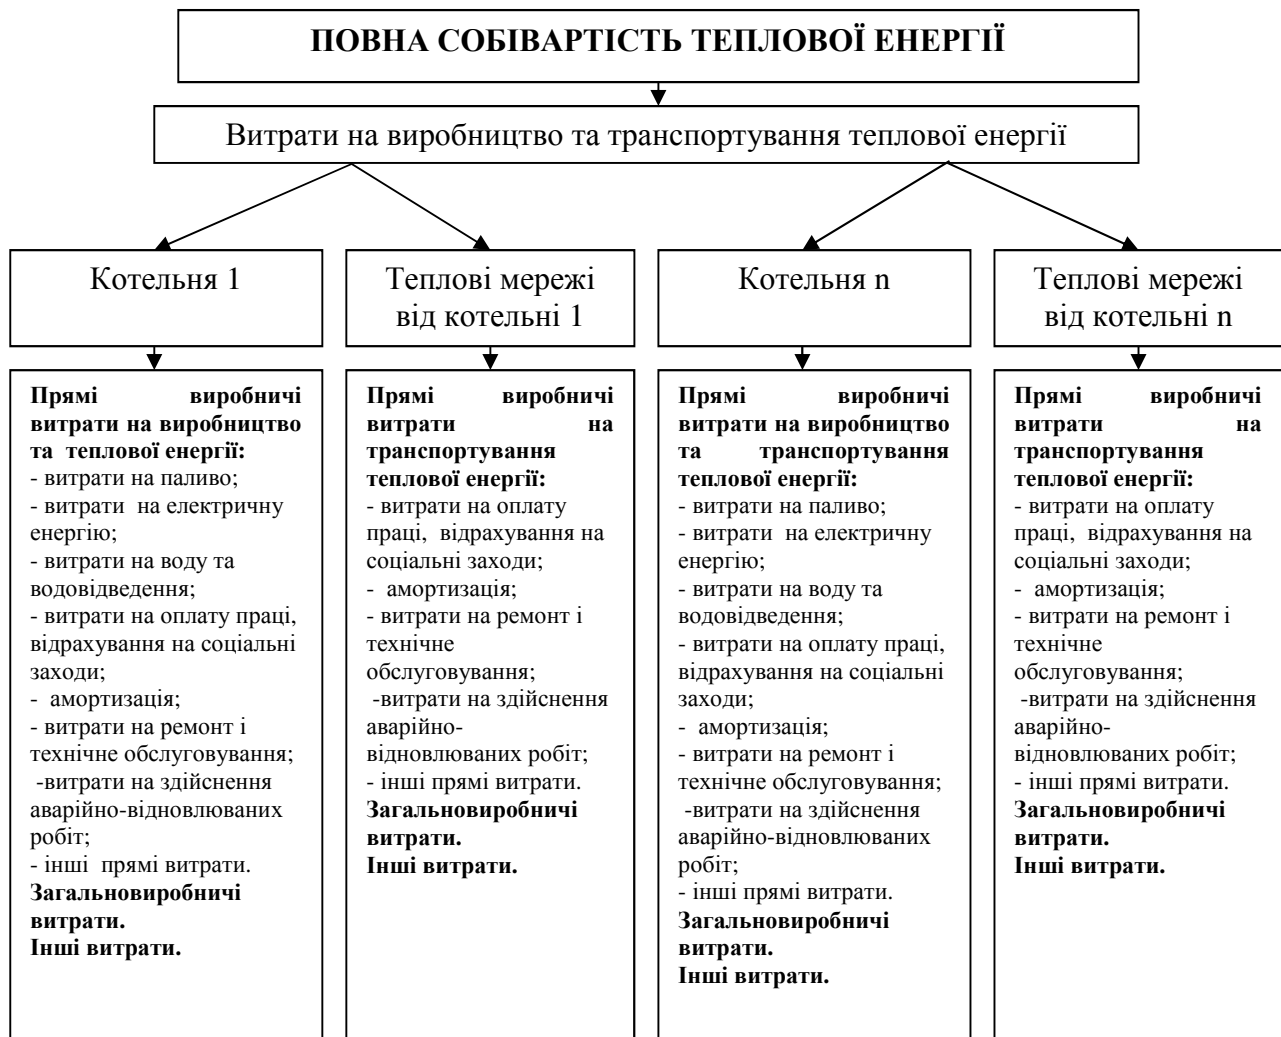 ПОВНА СОБІВАРТІСТЬ ТЕПЛОВОЇ ЕНЕРГІЇ
Витрати на виробництво та транспортування теплової енергії
Котельня 1
Теплові мережі
від котельні 1
Котельня n
Теплові мережі
від котельні n
Прямі виробничі
витрати на виробництво
та теплової енергії:
- витрати на паливо;
- витрати на електричну
енергію;
- витрати на воду та
водовідведення;
- витрати на оплату праці,
відрахування на соціальні
заходи;
- амортизація;
- витрати на ремонт і
технічне обслуговування;
-витрати на здійснення
аварійно-відновлюваних
робіт;
- інші прямі витрати.
Загальновиробничі
витрати.
Інші витрати.
Прямі виробничі
витрати на
транспортування
теплової енергії:
- витрати на оплату
праці, відрахування на
соціальні заходи;
- амортизація;
- витрати на ремонт і
технічне
обслуговування;
-витрати на здійснення
аварійно-
відновлюваних робіт;
- інші прямі витрати.
Загальновиробничі
витрати.
Інші витрати.
Прямі виробничі
витрати на виробництво
та транспортування
теплової енергії:
- витрати на паливо;
- витрати на електричну
енергію;
- витрати на воду та
водовідведення;
- витрати на оплату праці,
відрахування на соціальні
заходи;
- амортизація;
- витрати на ремонт і
технічне обслуговування;
-витрати на здійснення
аварійно-відновлюваних
робіт;
- інші прямі витрати.
Загальновиробничі
витрати.
Інші витрати.
Прямі виробничі
витрати на
транспортування
теплової енергії:
- витрати на оплату
праці, відрахування на
соціальні заходи;
- амортизація;
- витрати на ремонт і
технічне
обслуговування;
-витрати на здійснення
аварійно-
відновлюваних робіт;
- інші прямі витрати.
Загальновиробничі
витрати.
Інші витрати.